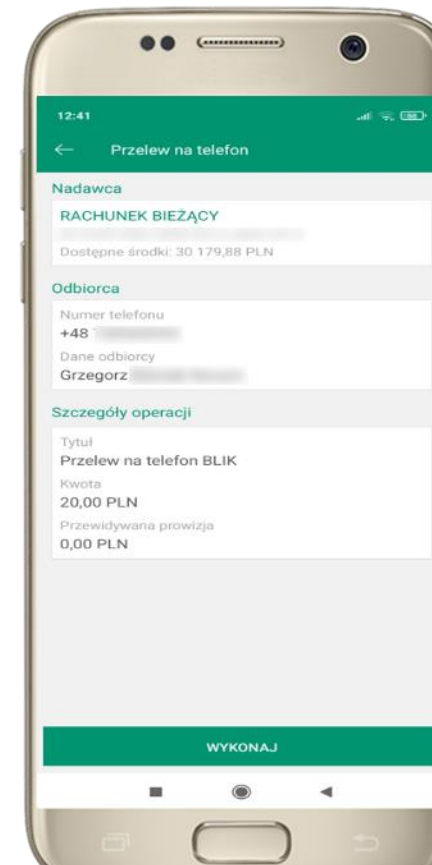 12:41
Przelew na telefon
Nadawca
RACHUNEK BIEŻĄCY
Dostępne środki: 30 179,88 PLN
Odbiorca
Numer telefonu
+48
Dane odbiorcy
Grzegorz
Szczegóły operacji
Tytuł
Przelew na telefon BLIK
Kwota
20,00 PLN
Przewidywana prowizja
0,00 PLN
WYKONAJ